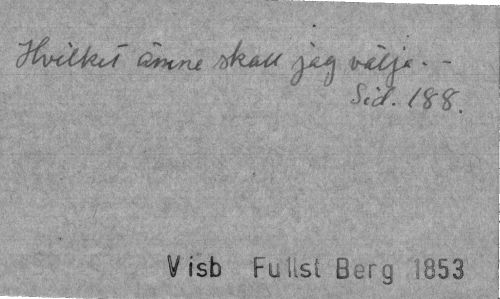 Hvilket ämne skall jag välja. -
Sid. 188.
Visb Fullst Berg 1853